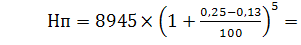 Нп = 8945 × (1 + (0,25−0,13)/100)^5 =